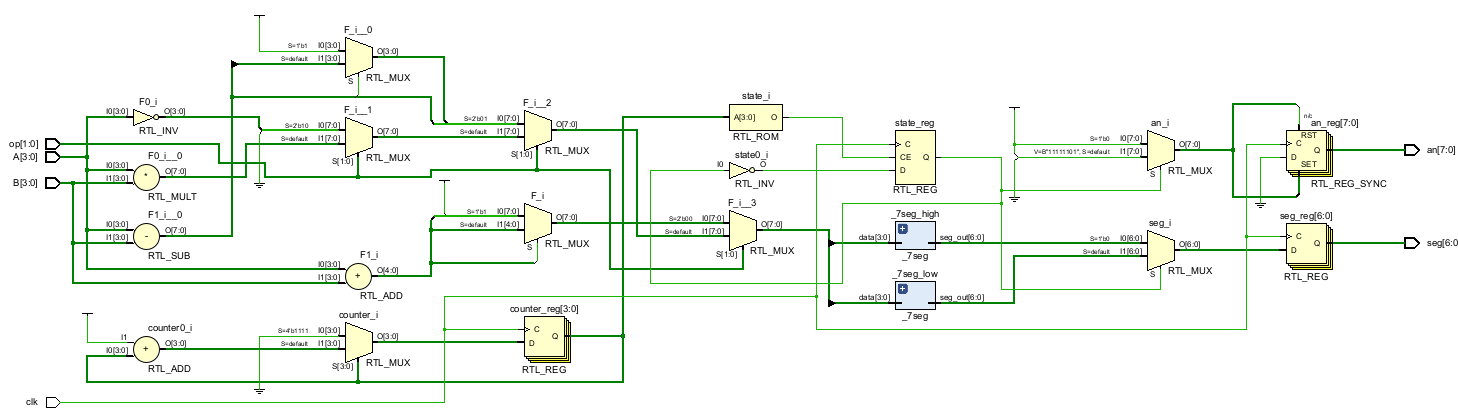 F_i__0
S=1'b1 I0[3:0]
S=default I1[3:0]
O[3:0]
S
RTL_MUX
F0_i
I0[3:0] O[3:0]
RTL_INV
F_i__1
S=2'b10 I0[7:0]
S=default I1[7:0]
O[7:0]
S[1:0]
RTL_MUX
F_i__2
S=2'b01 I0[7:0]
S=default I1[7:0]
O[7:0]
S[1:0]
RTL_MUX
op[1:0]
A[3:0]
B[3:0]
F0_i__0
I0[3:0]
I1[3:0]
*
O[7:0]
RTL_MULT
F1_i__0
I0[3:0]
I1[3:0]
-
O[7:0]
RTL_SUB
F1_i
I0[3:0]
I1[3:0]
+
O[4:0]
RTL_ADD
F_i
S=1'b1 I0[7:0]
S=default I1[4:0]
O[7:0]
S
RTL_MUX
F_i__3
S=2'b00 I0[7:0]
S=default I1[7:0]
O[7:0]
S[1:0]
RTL_MUX
state_i
A[3:0] O
RTL_ROM
state0_i
I0 O
RTL_INV
state_reg
C
CE Q
D
RTL_REG
_7seg_high
data[3:0] seg_out[6:0]
_7seg
_7seg_low
data[3:0] seg_out[6:0]
_7seg
an_i
S=1'b0 I0[7:0]
V=B"11111101", S=default I1[7:0]
O[7:0]
S
RTL_MUX
seg_i
S=1'b0 I0[6:0]
S=default I1[6:0]
O[6:0]
S
RTL_MUX
n/c
an_reg[7:0]
RST
C
Q
D
SET
RTL_REG_SYNC
an[7:0]
seg_reg[6:0]
C
Q
D
RTL_REG
seg[6:0
counter0_i
I1
I0[3:0]
+
O[3:0]
RTL_ADD
counter_i
S=4'b1111 I0[3:0]
S=default I1[3:0]
O[3:0]
S[3:0]
RTL_MUX
counter_reg[3:0]
C
Q
D
RTL_REG
clk